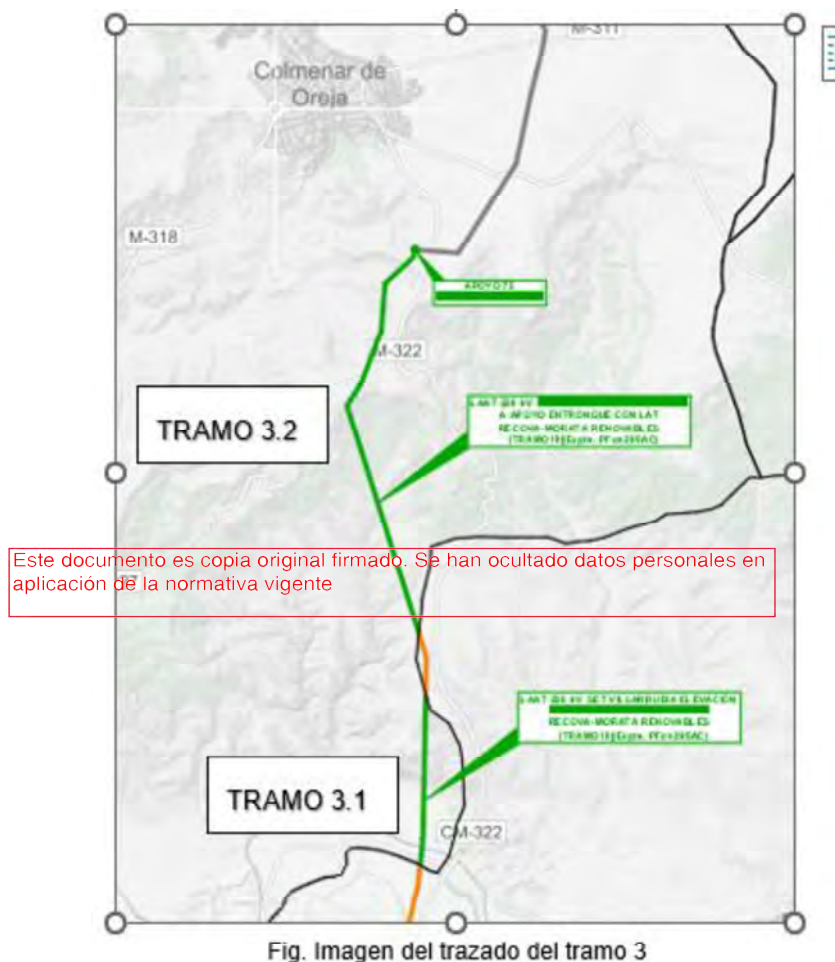 M-311
Colmenar de
Oreja
M-318
APOYO 73
M-322
TRAMO 3.2
A APOYO ENTRONQUE CON LAT
RECOVA-MORATA RENOVABLES
Este documento es copia original firmado. Se han ocultado datos personales en
aplicación de la normativa vigente
RECOVA-MORATA RENOVABLES
TRAMO 3.1
CM-322
Fig. Imagen del trazado del tramo 3